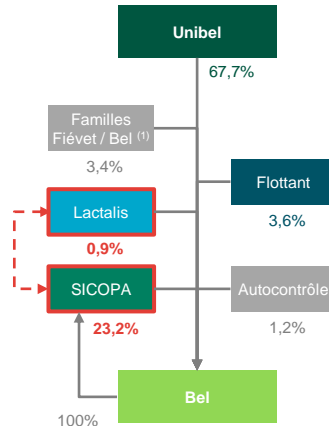 Unibel
67,7%
Familles
Fiévet / Bel (1)
3,4%
Flottant
3,6%
Lactalis
0,9%
SICOPA
23,2%
Autocontrôle
1,2%
Bel
100%